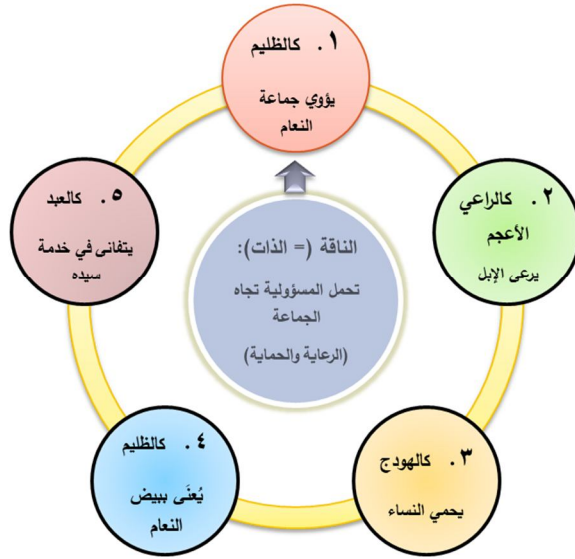 ١. كالظليم
يؤوي جماعة
النعام
٢. كالراعي
الأعجم
يرعى الإبل
٣. كالهودج
يحمي النساء
٤. كالظليم
يُعنَى ببيض
النعام
٥. كالعبد
يتفانى في خدمة
سيده
الناقة (= الذات):
تحمل المسؤولية تجاه
الجماعة
(الرعاية والحماية)